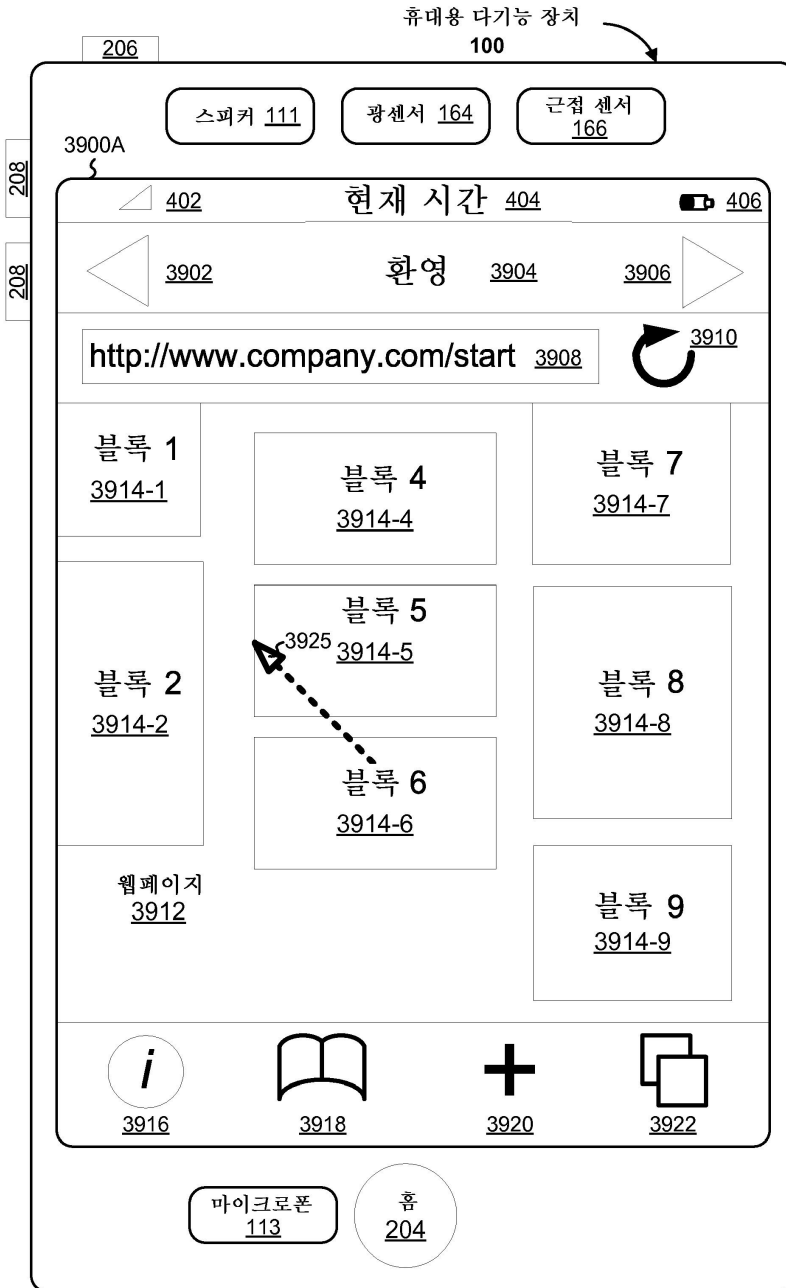 휴대용 다기능 장치
100
206
스피커 111
광센서 164
근접 센서
166
3900A
208
208
402
현재 시간 404
406
3902
환영 3904
3906
http://www.company.com/start 3908
3910
블록 1
3914-1
블록 4
3914-4
블록 7
3914-7
블록 5
3925
3914-5
블록 2
3914-2
블록 8
3914-8
블록 6
3914-6
웹페이지
3912
블록 9
3914-9
i
3916
3918
3920
3922
마이크로폰
113
홈
204